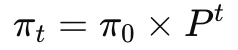 π_t = π_0 × P^t